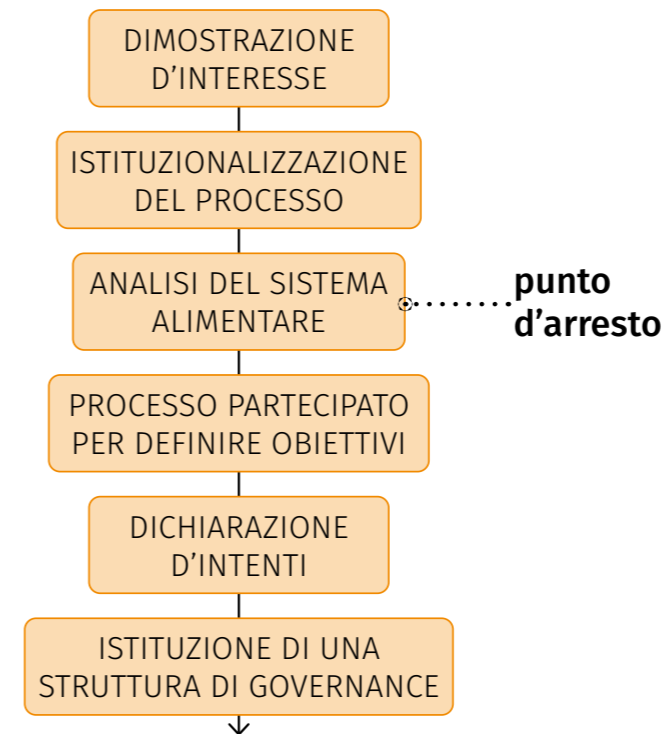 DIMOSTRAZIONE
D’INTERESSE
ISTITUZIONALIZZAZIONE
DEL PROCESSO
ANALISI DEL SISTEMA
ALIMENTARE
punto
d’arresto
PROCESSO PARTECIPATO
PER DEFINIRE OBIETTIVI
DICHIARAZIONE
D’INTENTI
ISTITUZIONE DI UNA
STRUTTURA DI GOVERNANCE